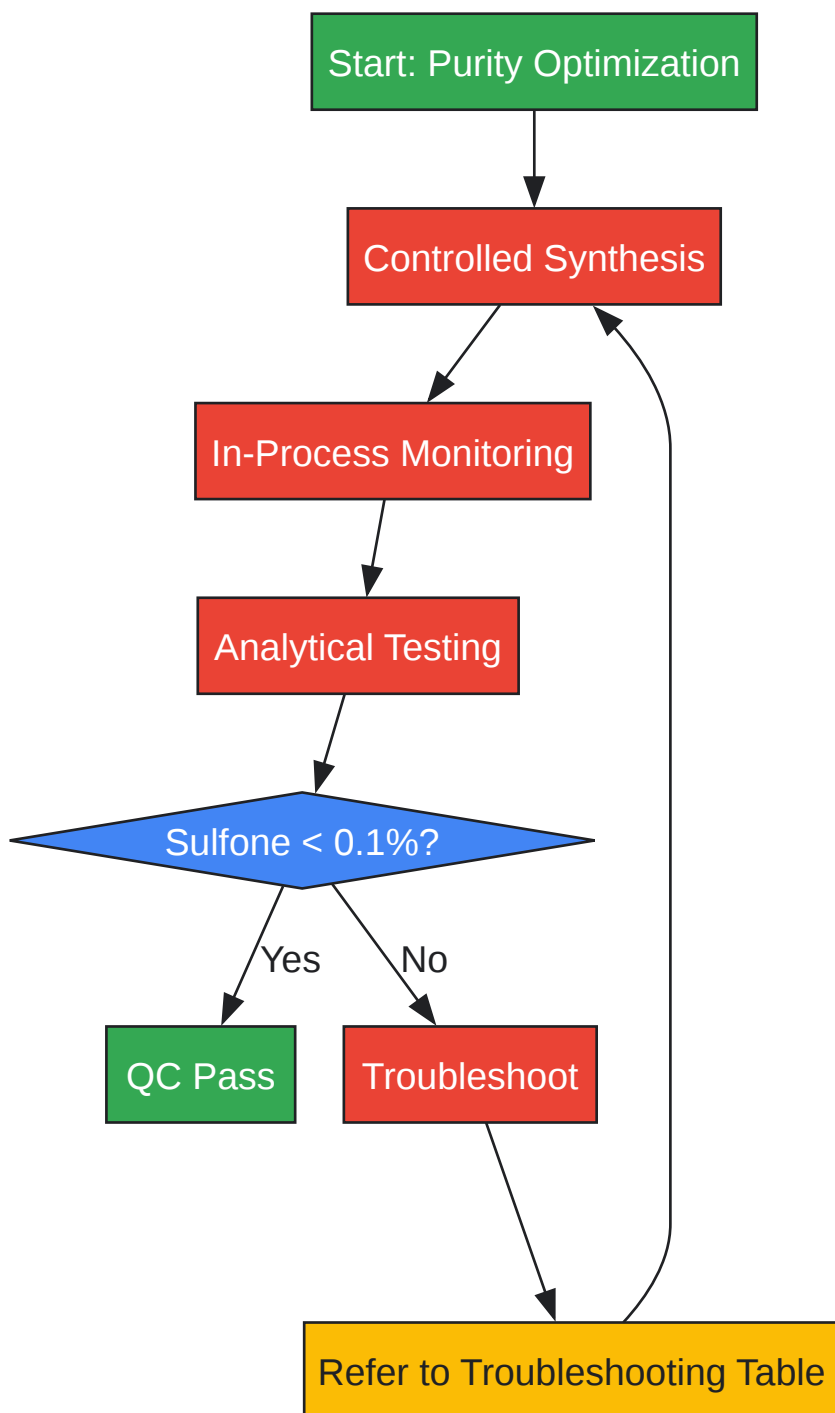 Start: Purity Optimization
Controlled Synthesis
In-Process Monitoring
Analytical Testing
Sulfone < 0.1%?
Yes
No
QC Pass
Troubleshoot
Refer to Troubleshooting Table